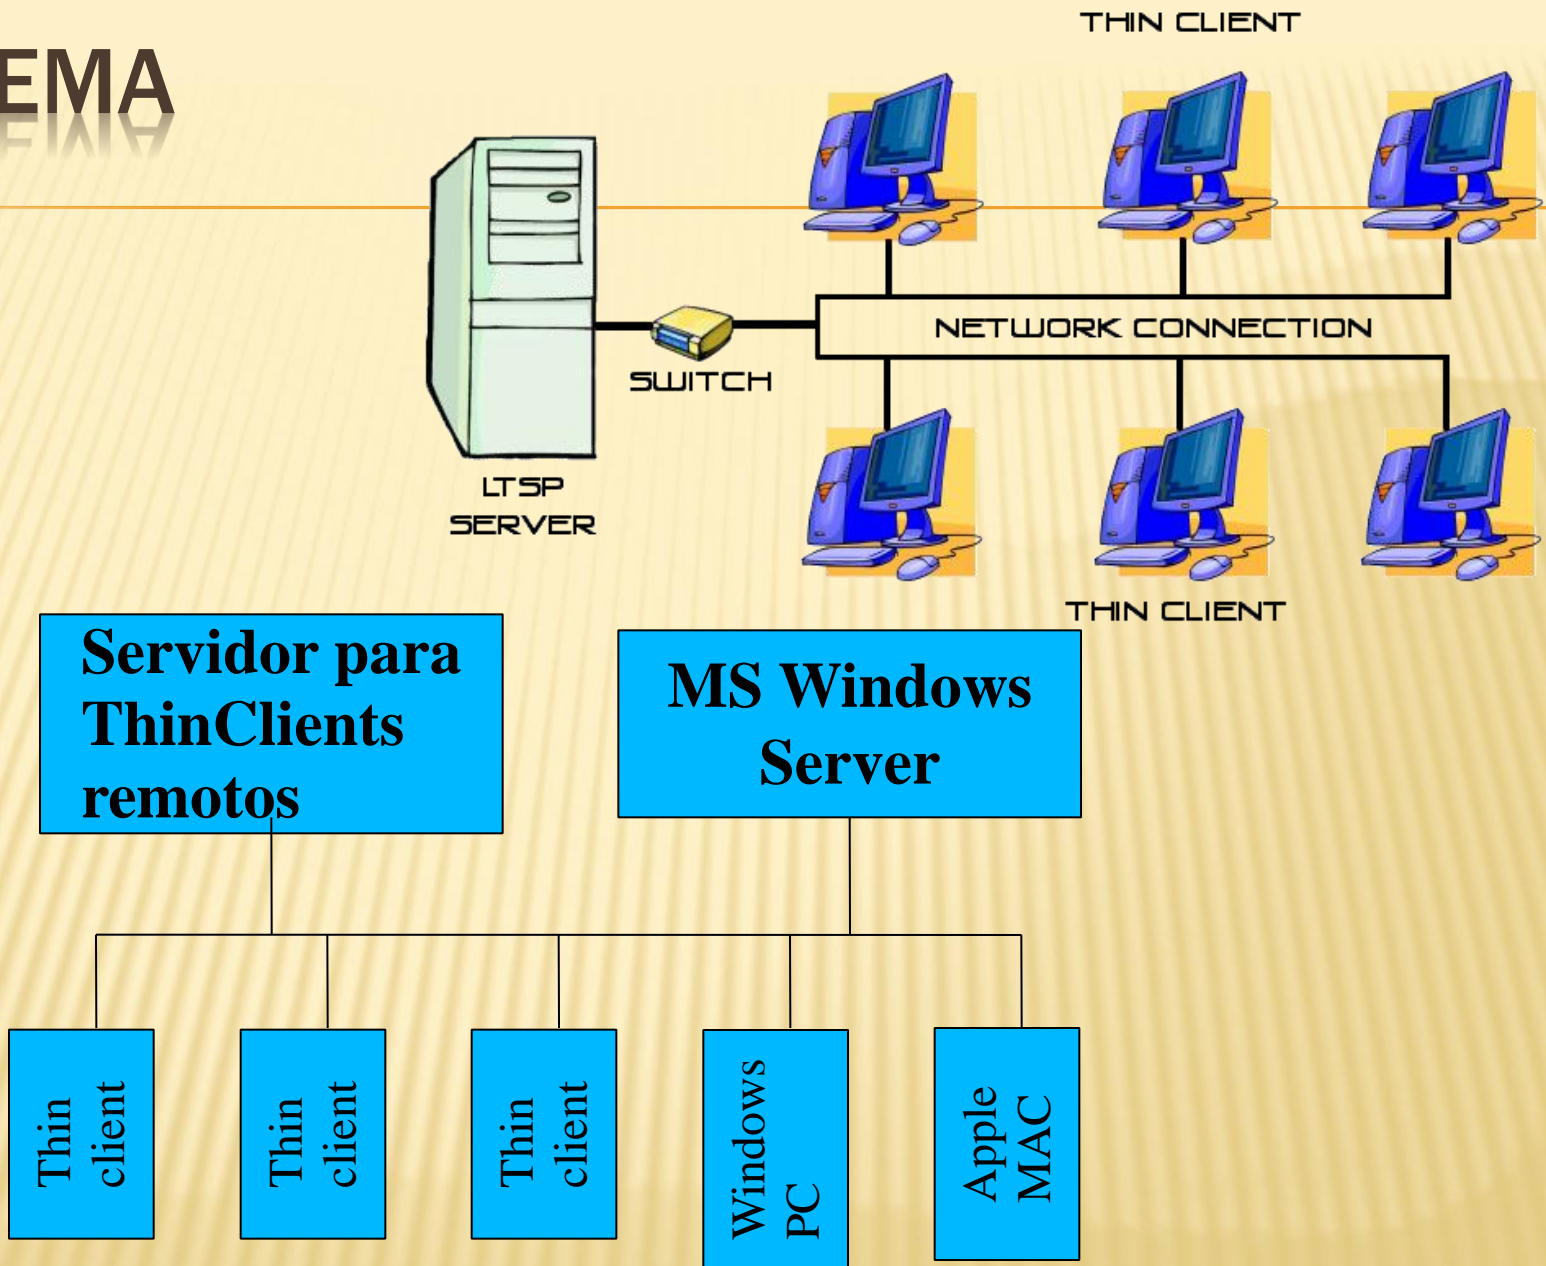 EMA
THIN CLIENT
NETWORK CONNECTION
SWITCH
LTSP
SERVER
THIN CLIENT
Servidor para
ThinClients
remotos
MS Windows
Server
Thin
client
Thin
client
Thin
client
Windows
PC
Apple
MAC